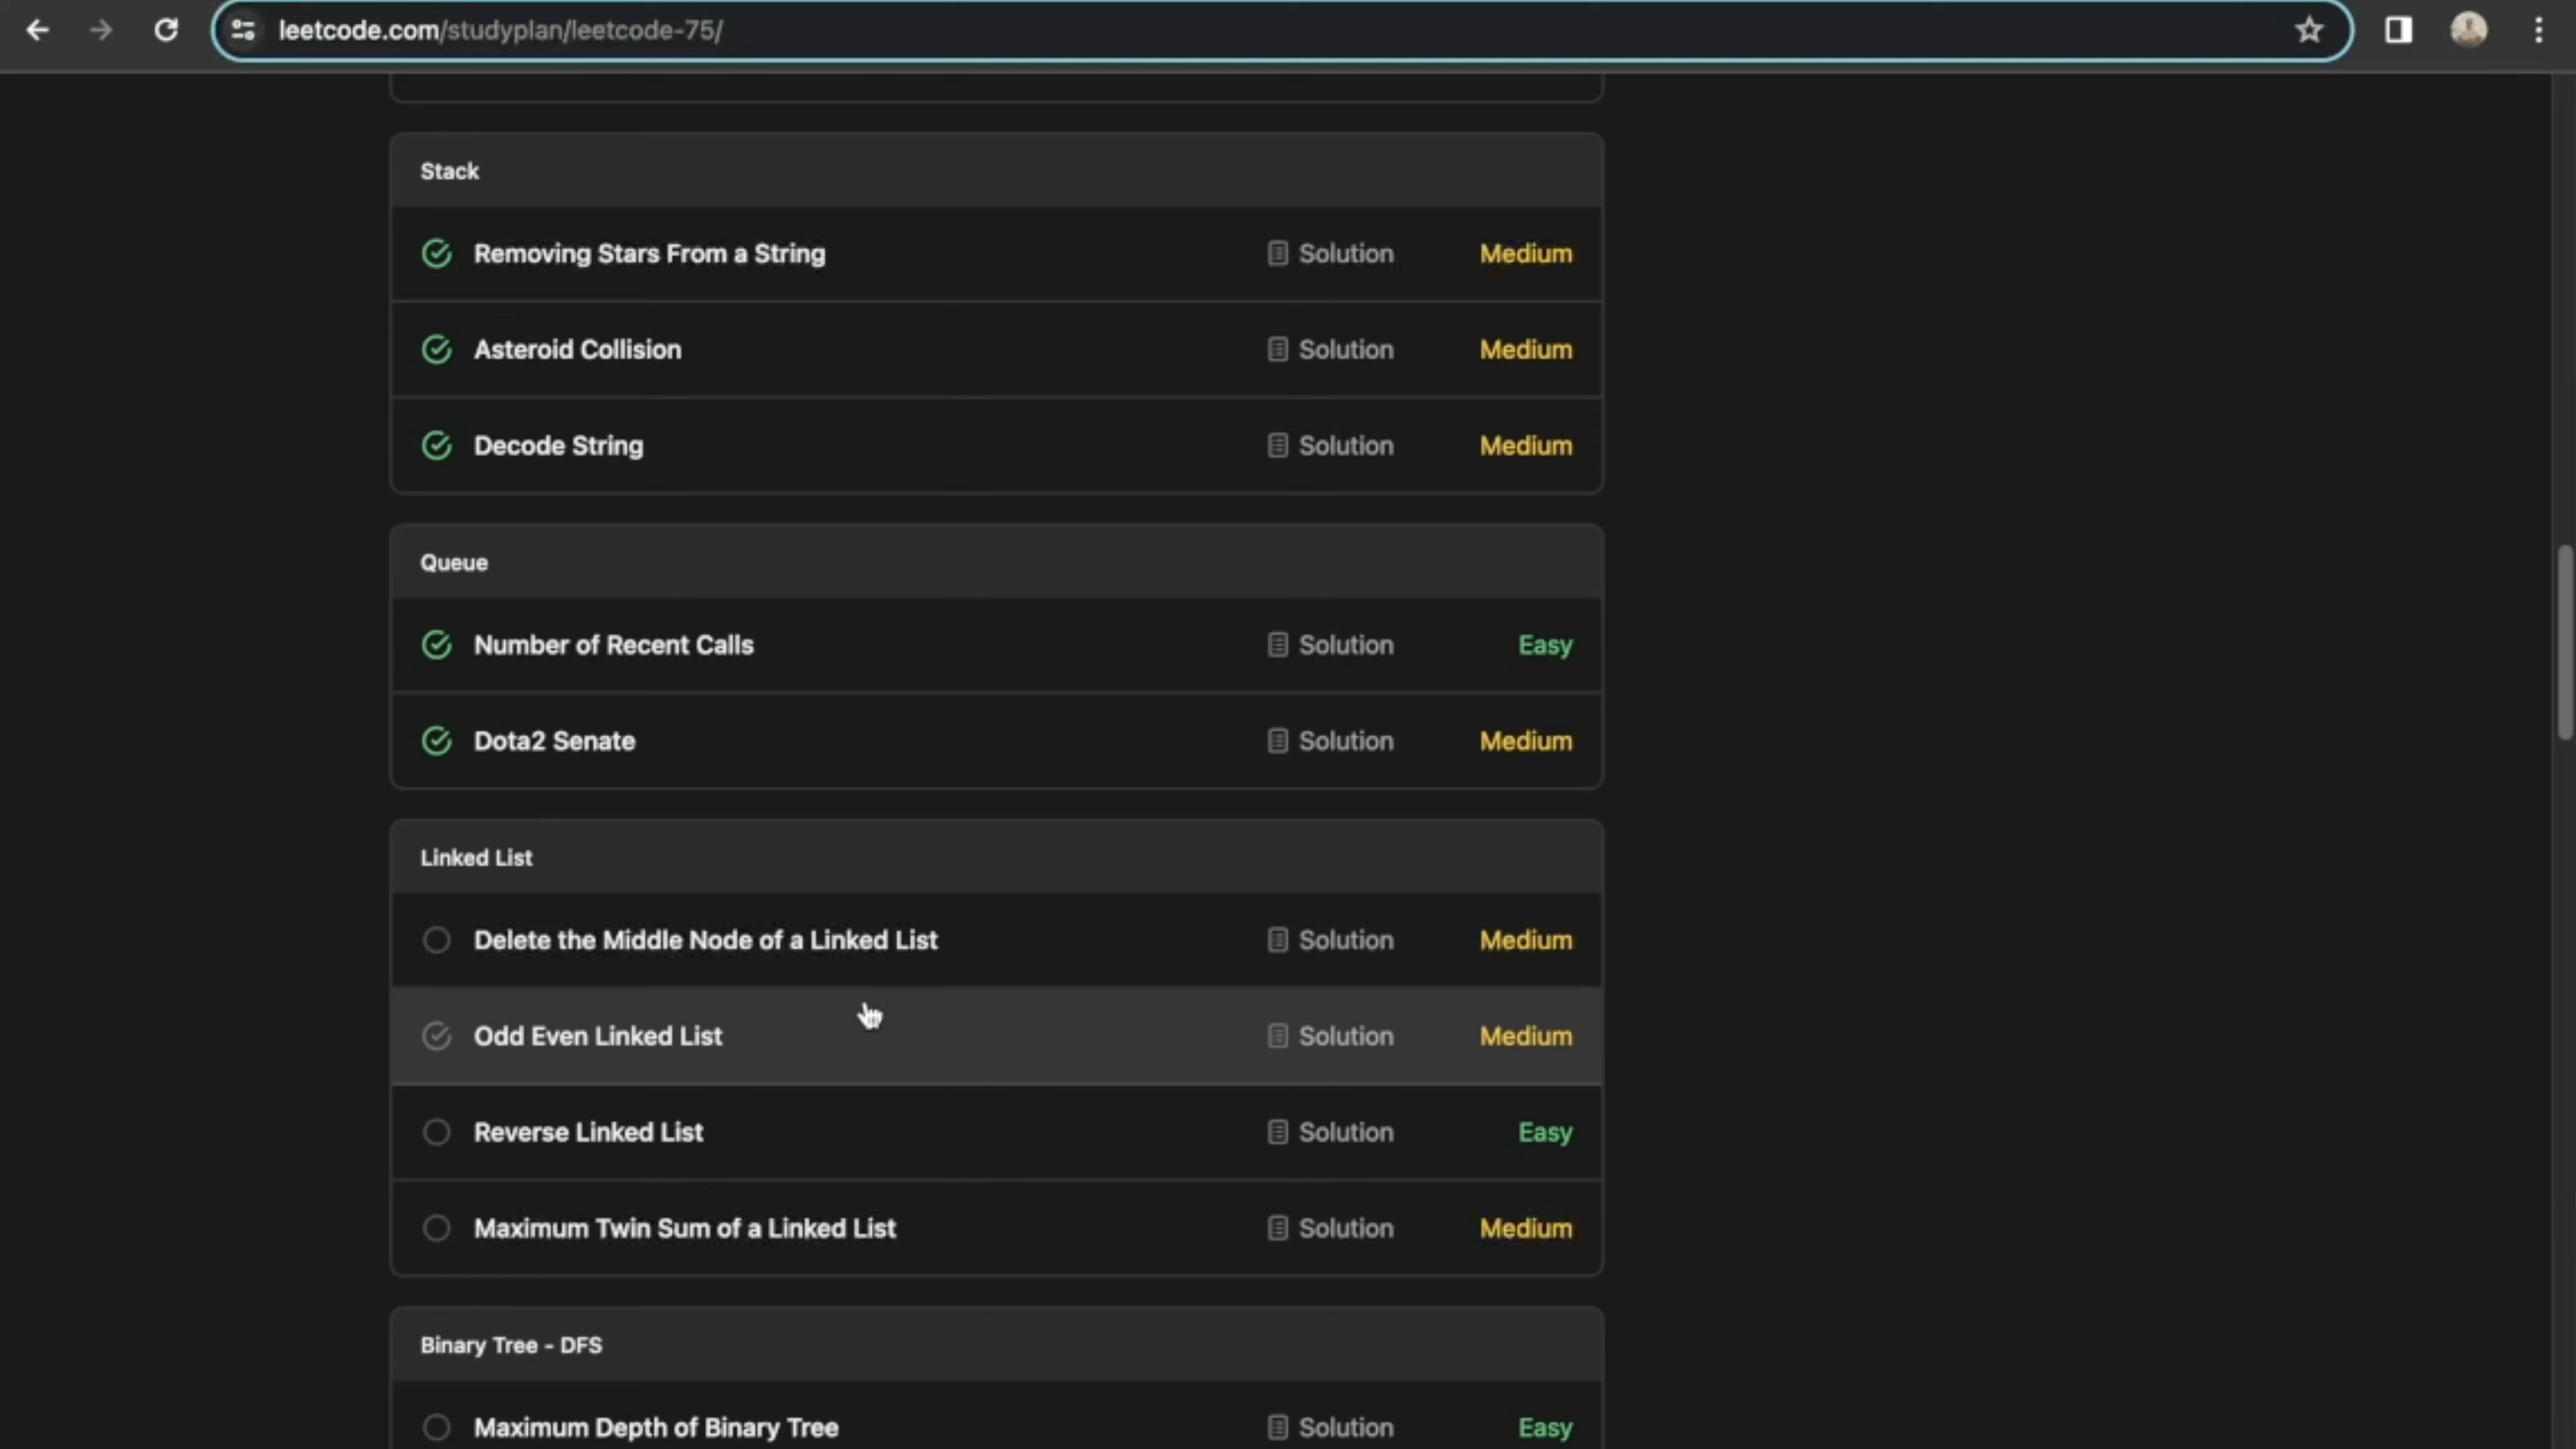 leetcode.com/studyplan/leetcode-75/
Stack
Removing Stars From a String Solution Medium
Asteroid Collision Solution Medium
Decode String Solution Medium
Queue
Number of Recent Calls Solution Easy
Dota2 Senate Solution Medium
Linked List
Delete the Middle Node of a Linked List Solution Medium
Odd Even Linked List Solution Medium
Reverse Linked List Solution Easy
Maximum Twin Sum of a Linked List Solution Medium
Binary Tree - DFS
Maximum Depth of Binary Tree Solution Easy